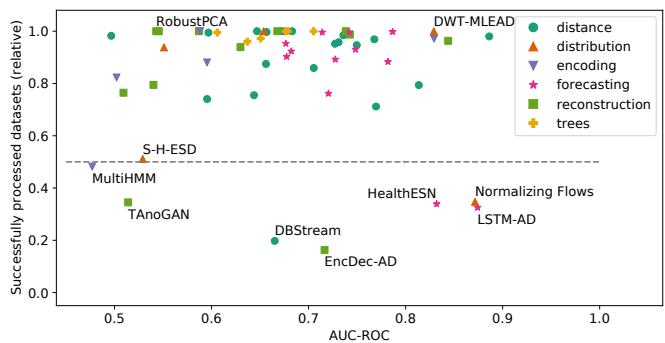 Successfully processed datasets (relative)
1.0
0.8
0.6
0.4
0.2
0.0
RobustPCA
DWT-MLEAD
distance
distribution
encoding
forecasting
reconstruction
trees
S-H-ESD
MultiHMM
TAnoGAN
HealthESN
Normalizing Flows
LSTM-AD
DBStream
EncDec-AD
0.5 0.6 0.7 0.8 0.9 1.0
AUC-ROC